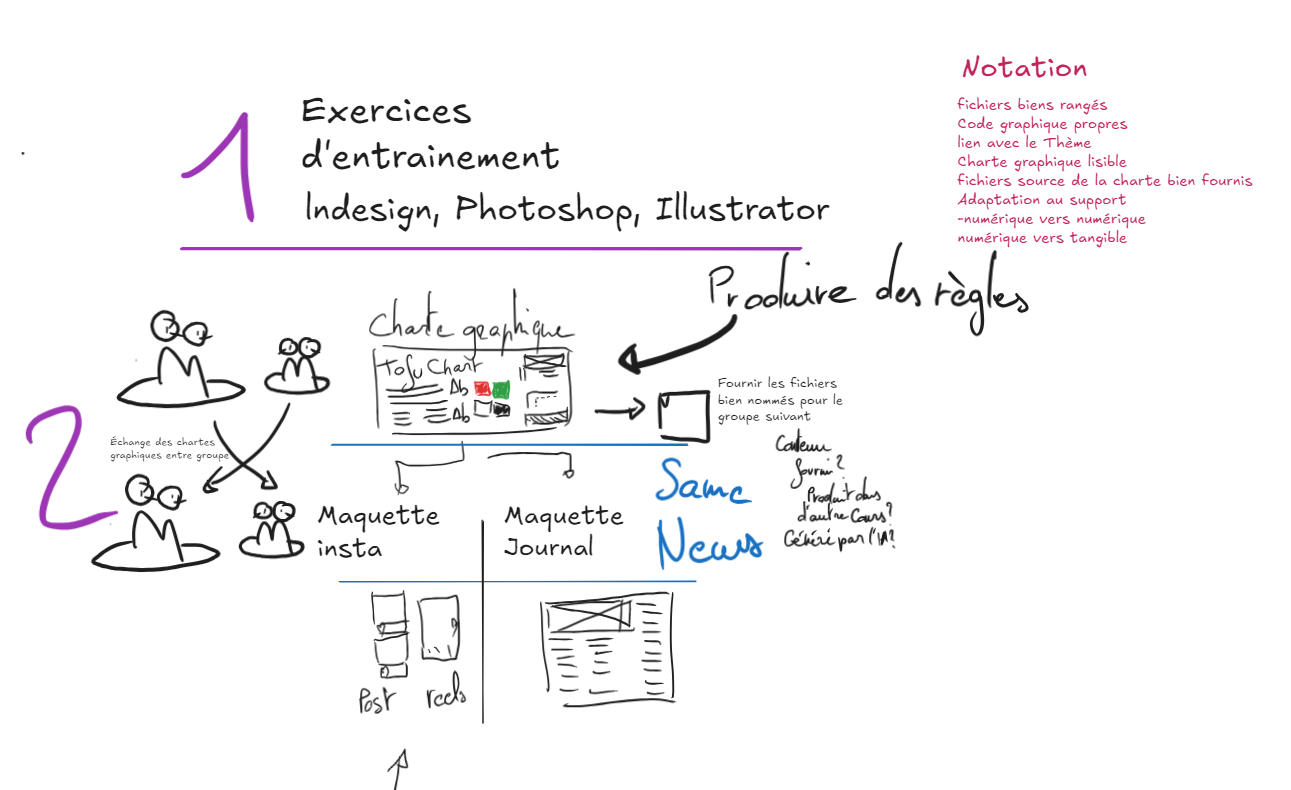 1
Exercices
d'entrainement
Indesign, Photoshop, Illustrator
Notation
fichiers biens rangés
Code graphique propres
lien avec le Thème
Charte graphique lisible
fichiers source de la charte bien fournis
Adaptation au support
-numérique vers numérique
numérique vers tangible
Produire des règles
2
Échange des chartes
graphiques entre groupe
Charte graphique
Tofu Chart
Ab
Ab
Fournir les fichiers
bien nommés pour le
groupe suivant
Contenu
fourni?
Produit dans
d'autre Cours?
Généré par l'IA?
Same
News
Maquette
insta
Maquette
Journal
Post
reels